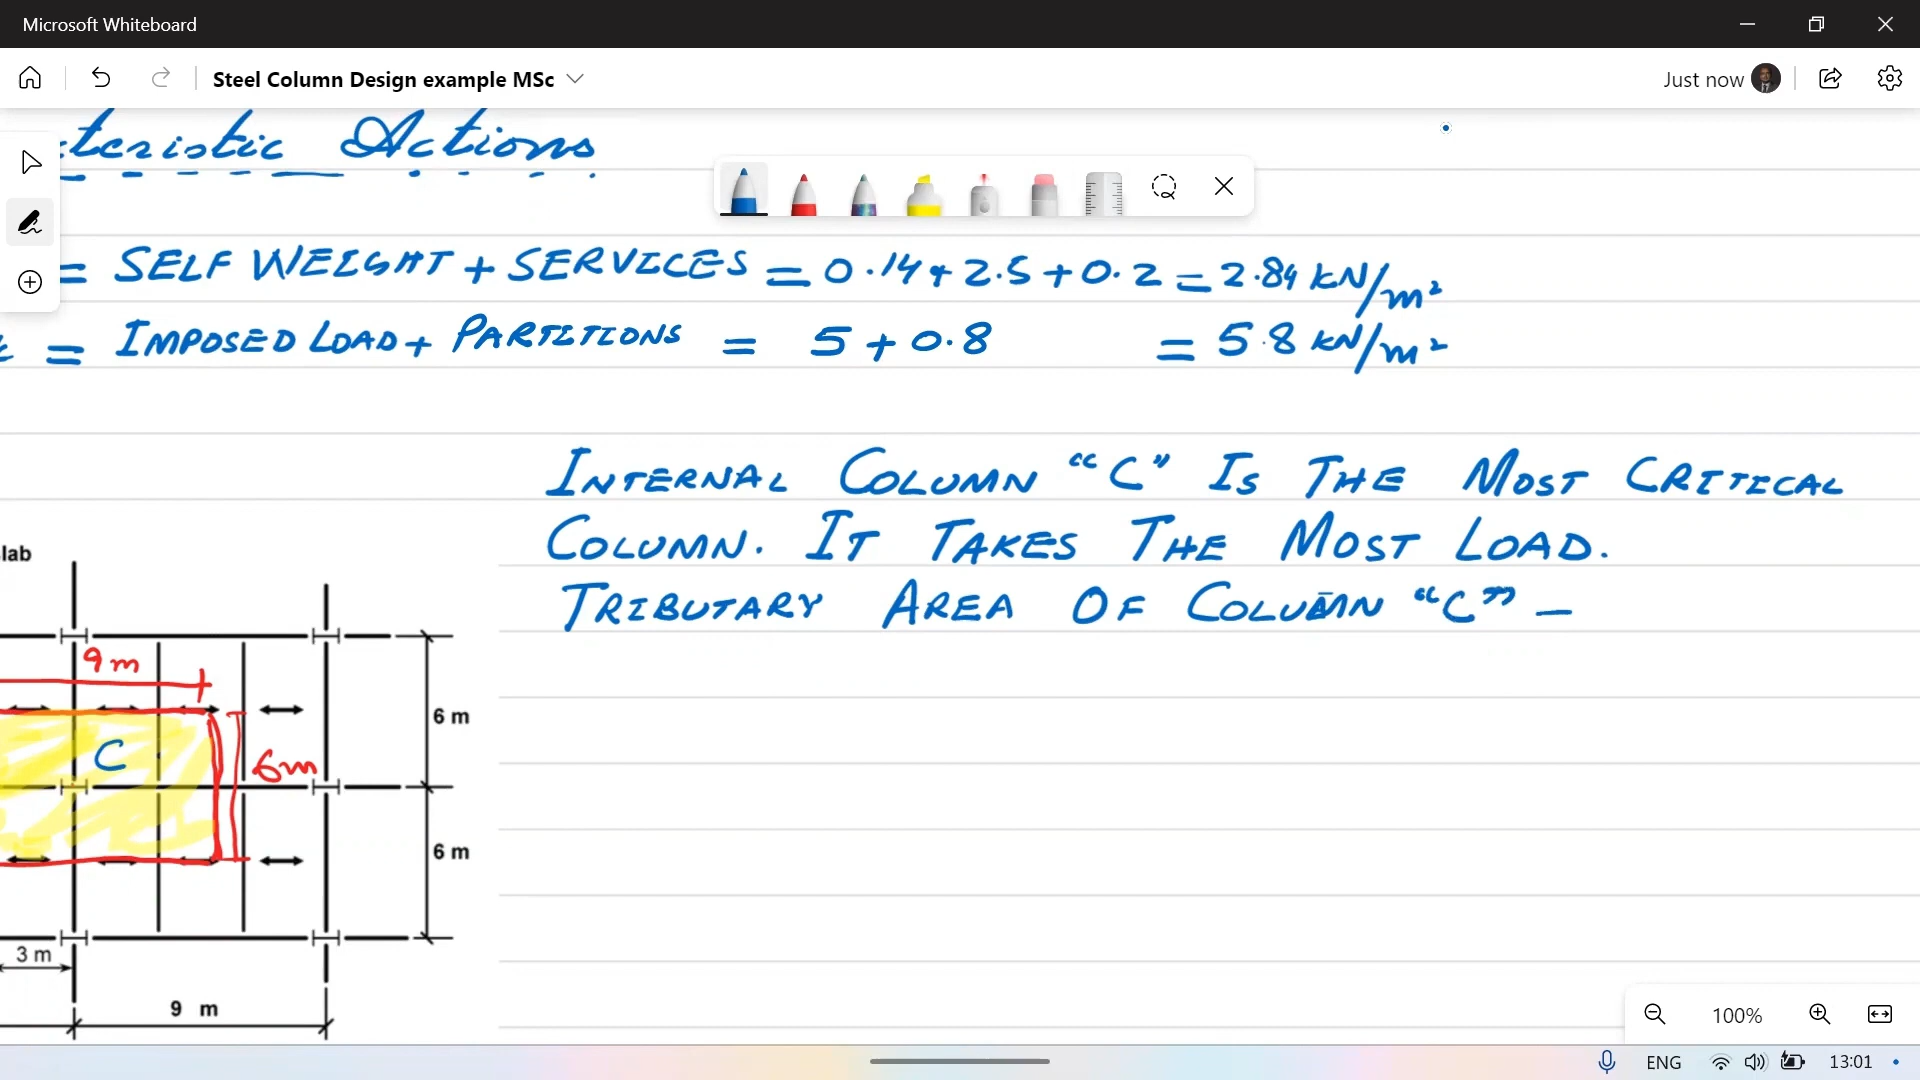 Microsoft Whiteboard
Steel Column Design example MSc
Just now
teristic Actions
= SELF WEIGHT + SERVICES = 0.14 + 2.5 + 0.2 = 2.84 KN/m²
= IMPOSED LOAD + PARTITIONS = 5 + 0.8 = 5.8 KN/m²
INTERNAL COLUMN "C" IS THE MOST CRITICAL
COLUMN. IT TAKES THE MOST LOAD.
TRIBUTARY AREA OF COLUMN "C" –
lab
9 m
6 m
C
6m
6 m
3 m
9 m
100%
ENG
13:01